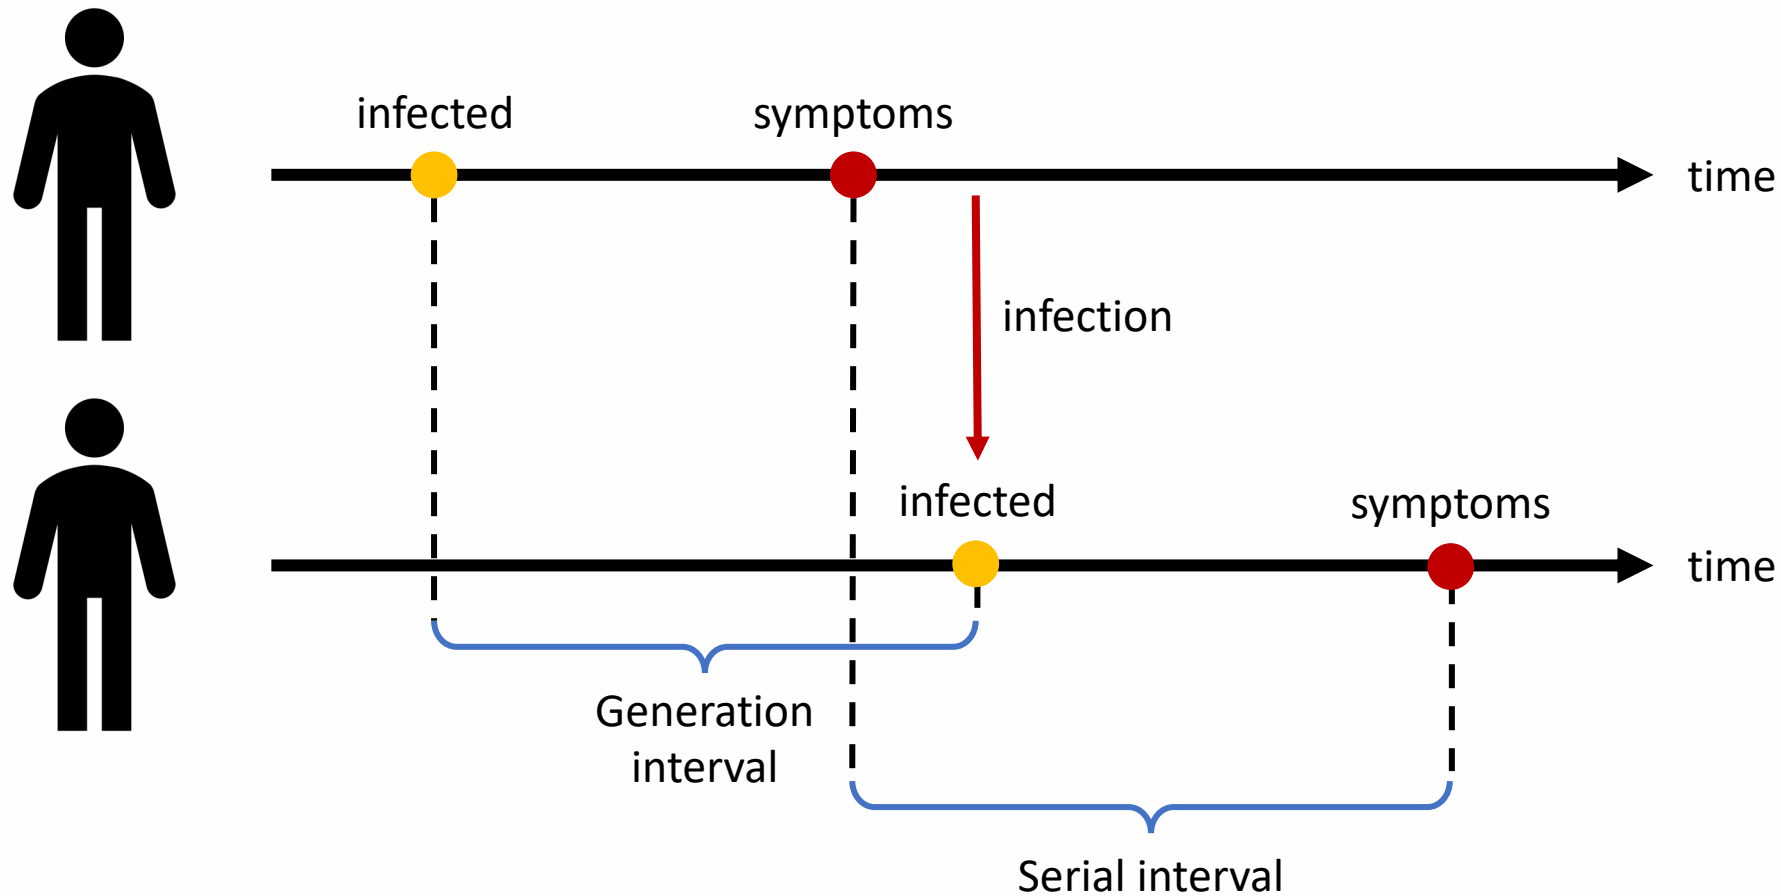 infected
symptoms
time
infection
infected
symptoms
time
Generation
interval
Serial interval